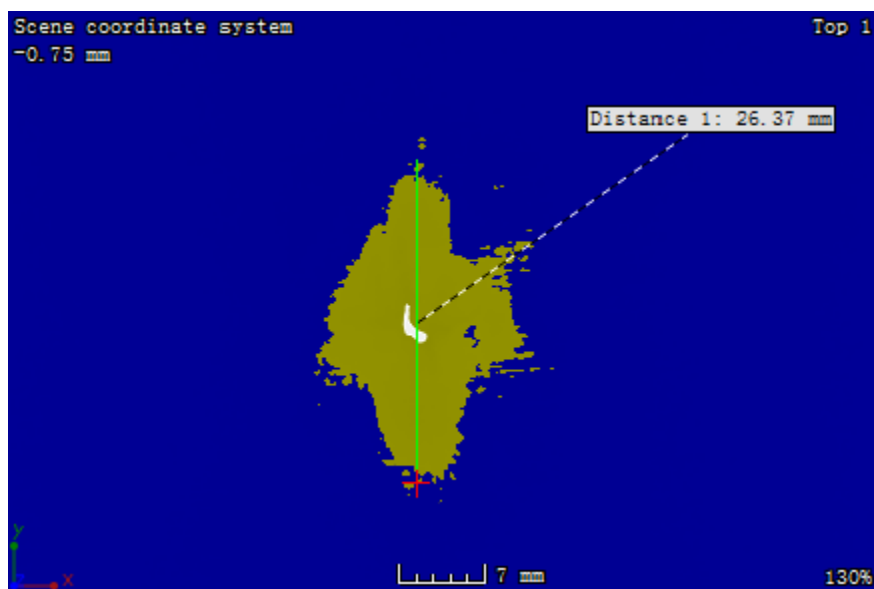 Scene coordinate system
Top 1
-0.75 mm
Distance 1: 26.37 mm
y
z
x
7 mm
130%